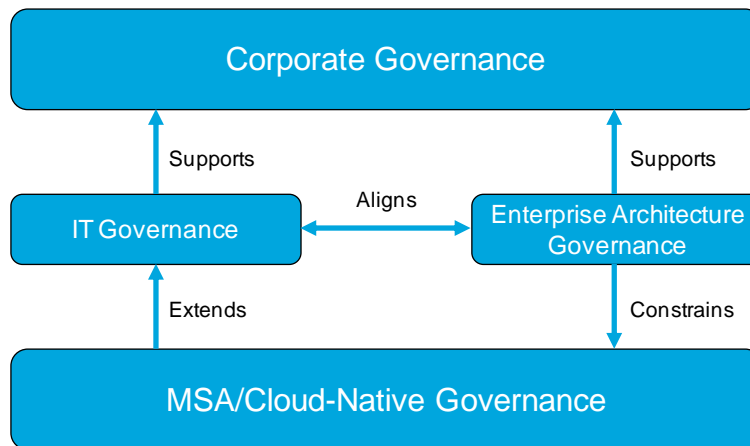 Corporate Governance
Supports
Supports
Aligns
IT Governance
Enterprise Architecture
Governance
Extends
Constrains
MSA/Cloud-Native Governance